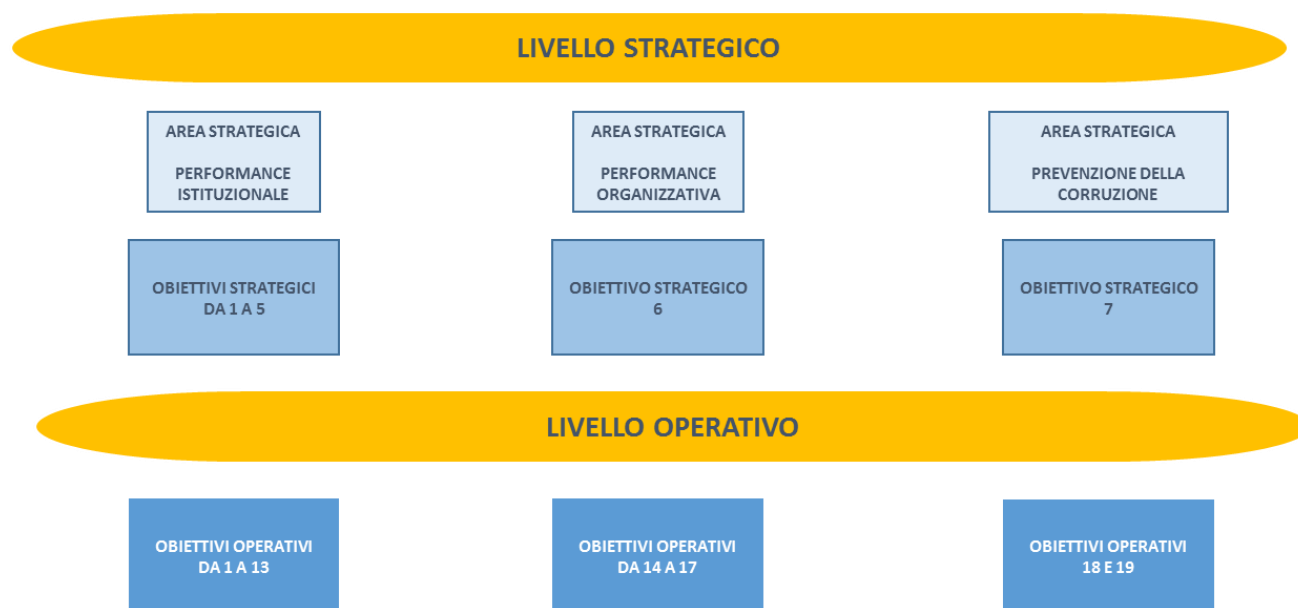 LIVELLO STRATEGICO
AREA STRATEGICA
PERFORMANCE
ISTITUZIONALE
AREA STRATEGICA
PERFORMANCE
ORGANIZZATIVA
AREA STRATEGICA
PREVENZIONE DELLA
CORRUZIONE
OBIETTIVI STRATEGICI
DA 1 A 5
OBIETTIVO STRATEGICO
6
OBIETTIVO STRATEGICO
7
LIVELLO OPERATIVO
OBIETTIVI OPERATIVI
DA 1 A 13
OBIETTIVI OPERATIVI
DA 14 A 17
OBIETTIVI OPERATIVI
18 E 19